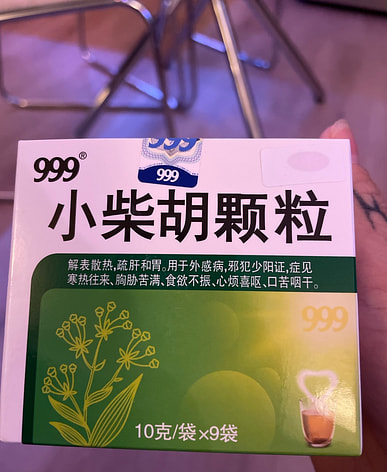 999
999®
999
小柴胡颗粒
解表散热,疏肝和胃。用于外感病,邪犯少阳证,症见
寒热往来、胸胁苦满、食欲不振、心烦喜呕、口苦咽干。
999
10克/袋×9袋